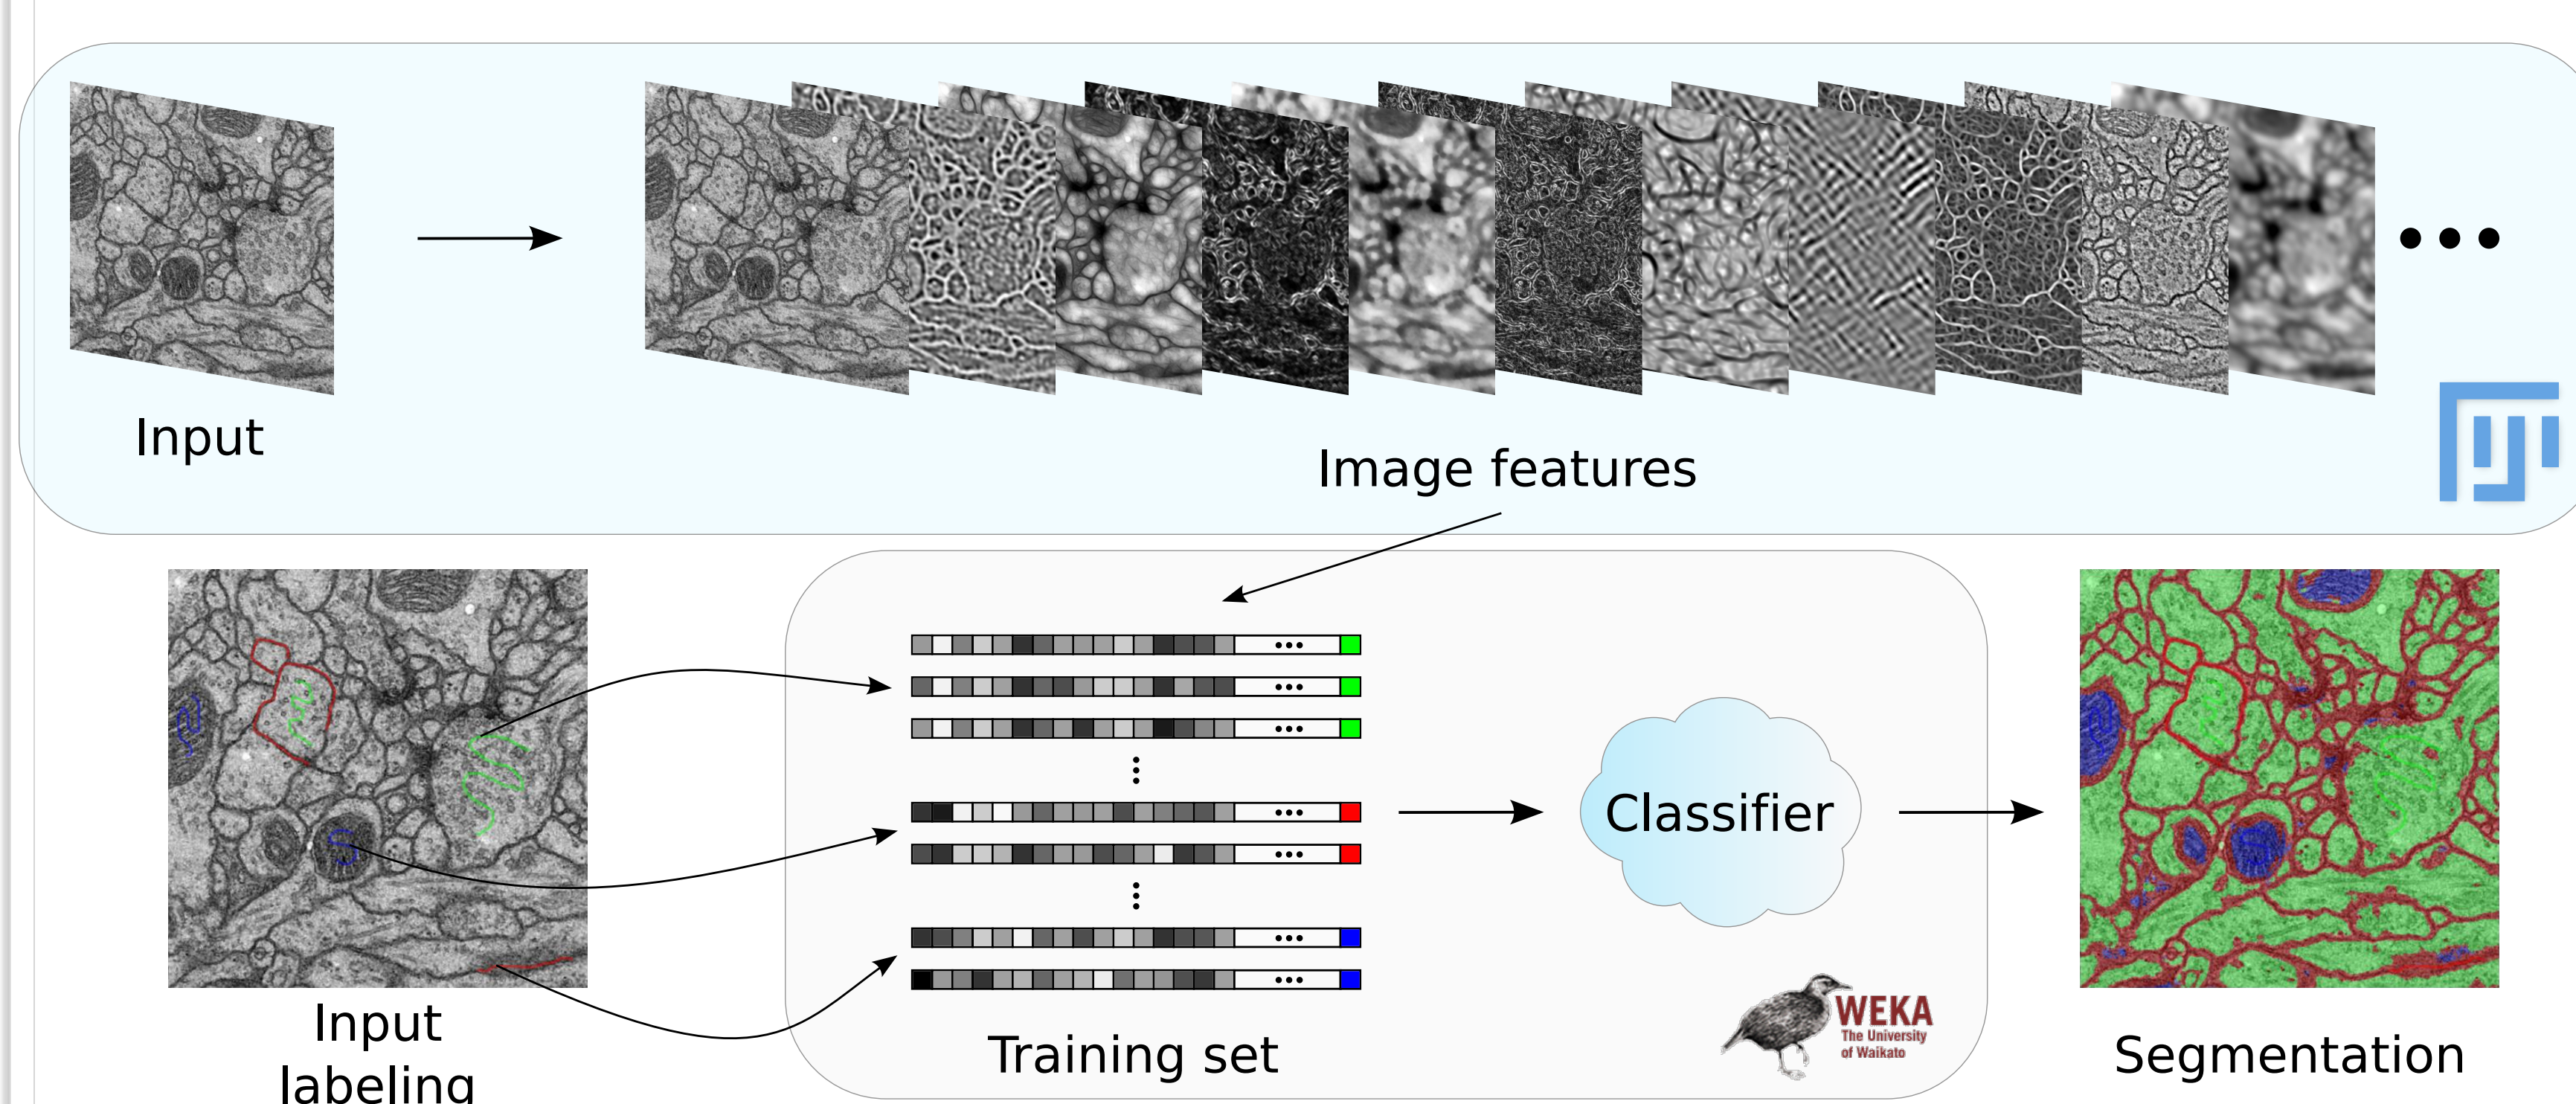 Input
Image features
Input
labeling
Training set
Classifier
WEKA
The University
of Waikato
Segmentation